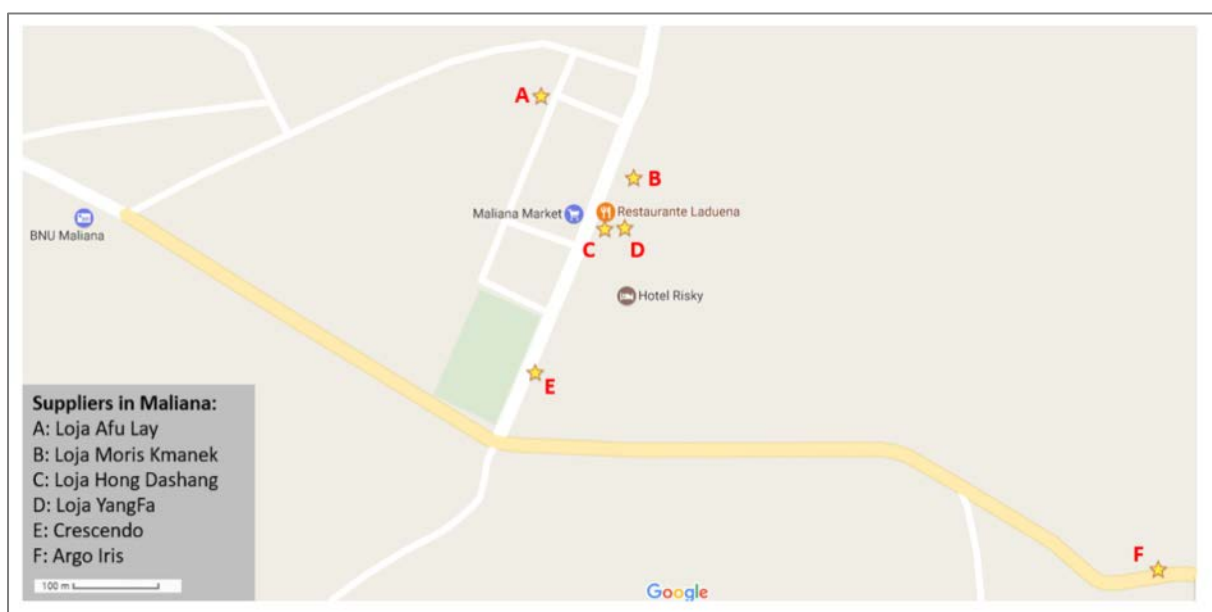 A
B
Maliana Market
Restaurante Laduena
BNU Maliana
C
D
Hotel Risky
E
Suppliers in Maliana:
A: Loja Afu Lay
B: Loja Moris Kmanek
C: Loja Hong Dashang
D: Loja YangFa
E: Crescendo
F: Argo Iris
100 m
F
Google